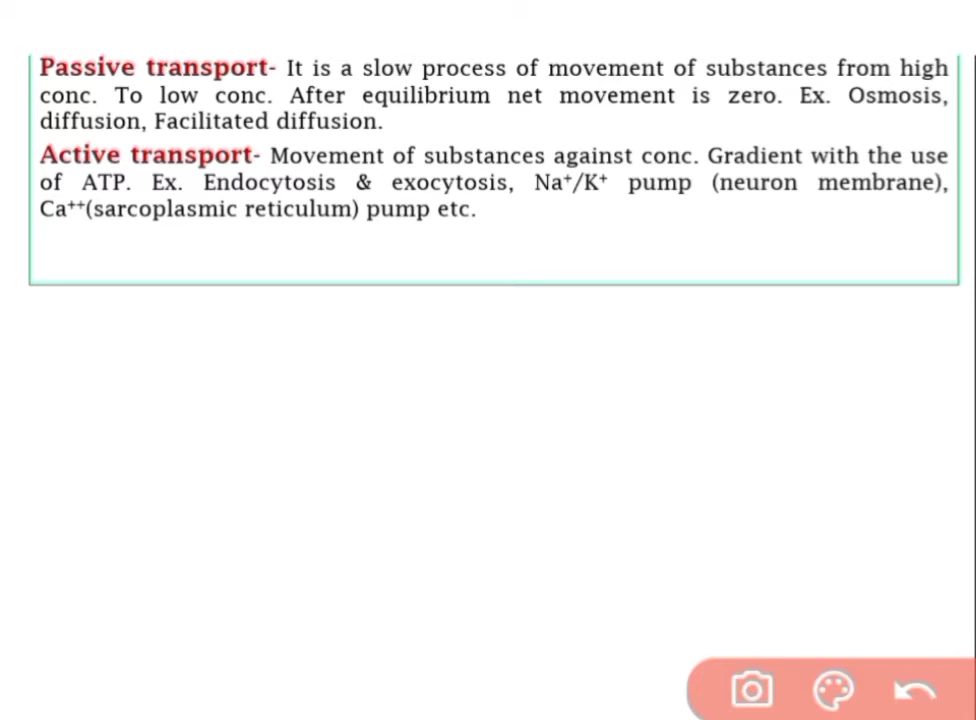 Passive transport- It is a slow process of movement of substances from high
conc. To low conc. After equilibrium net movement is zero. Ex. Osmosis,
diffusion, Facilitated diffusion.
Active transport- Movement of substances against conc. Gradient with the use
of ATP. Ex. Endocytosis & exocytosis, Na⁺/K⁺ pump (neuron membrane),
Ca⁺⁺(sarcoplasmic reticulum) pump etc.